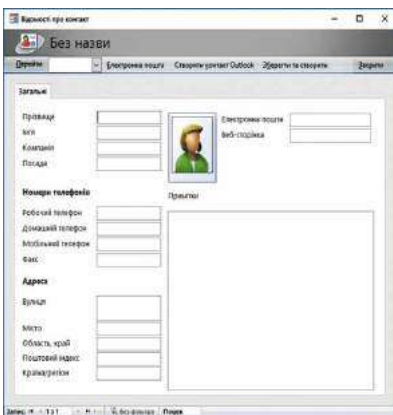 Відомості про контакт
Без назви
Перейти Електронна пошта Створити контакт Outlook Зберегти та створити Закрити
Загальні
Прізвище
Ім'я
Компанія
Посада
Електронна пошта
Веб-сторінка
Номери телефонів
Робочий телефон
Домашній телефон
Мобільний телефон
Факс
Примітки
Адреса
Вулиця
Місто
Область, край
Поштовий індекс
Країна/регіон
Запис: 1 з 1 Без фільтра Пошук